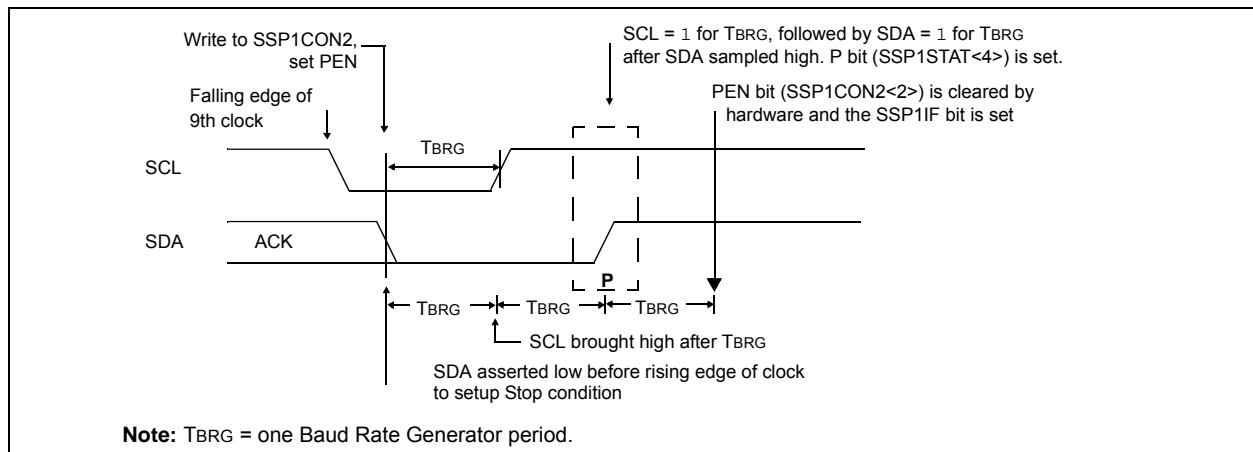 Write to SSP1CON2,
set PEN
SCL = 1 for TBRG, followed by SDA = 1 for TBRG
after SDA sampled high. P bit (SSP1STAT<4>) is set.
Falling edge of
9th clock
PEN bit (SSP1CON2<2>) is cleared by
hardware and the SSP1IF bit is set
TBRG
SCL
SDA
ACK
P
TBRG
TBRG
TBRG
SCL brought high after TBRG
SDA asserted low before rising edge of clock
to setup Stop condition
Note: TBRG = one Baud Rate Generator period.